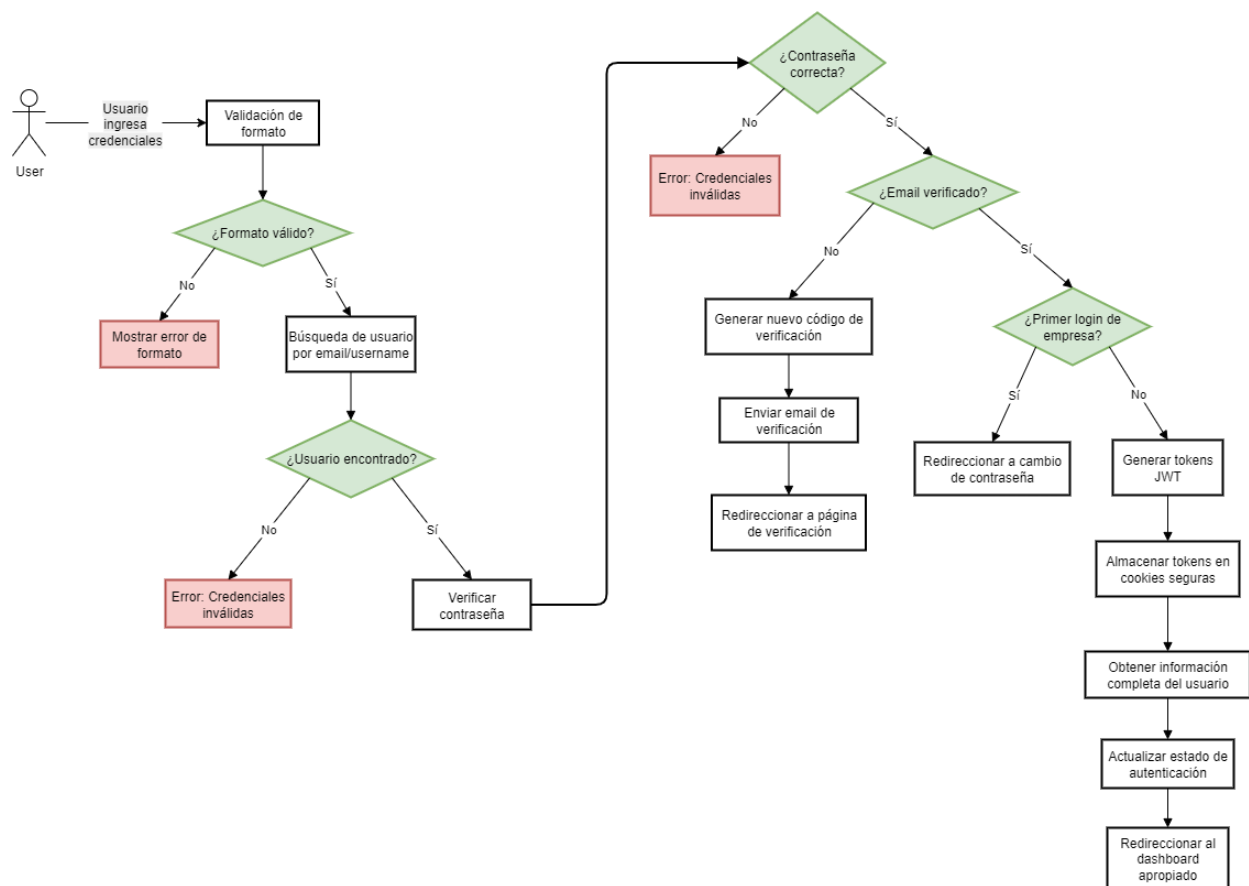 Usuario
ingresa
credenciales
User
Validación de
formato
¿Formato válido?
No
Sí
Mostrar error de
formato
Búsqueda de usuario
por email/username
¿Usuario encontrado?
No
Sí
Error: Credenciales
inválidas
Verificar
contraseña
¿Contraseña
correcta?
No
Sí
Error: Credenciales
inválidas
¿Email verificado?
No
Sí
Generar nuevo código de
verificación
Enviar email de
verificación
Redireccionar a página
de verificación
¿Primer login de
empresa?
Sí
No
Redireccionar a cambio
de contraseña
Generar tokens
JWT
Almacenar tokens en
cookies seguras
Obtener información
completa del usuario
Actualizar estado de
autenticación
Redireccionar al
dashboard
apropiado